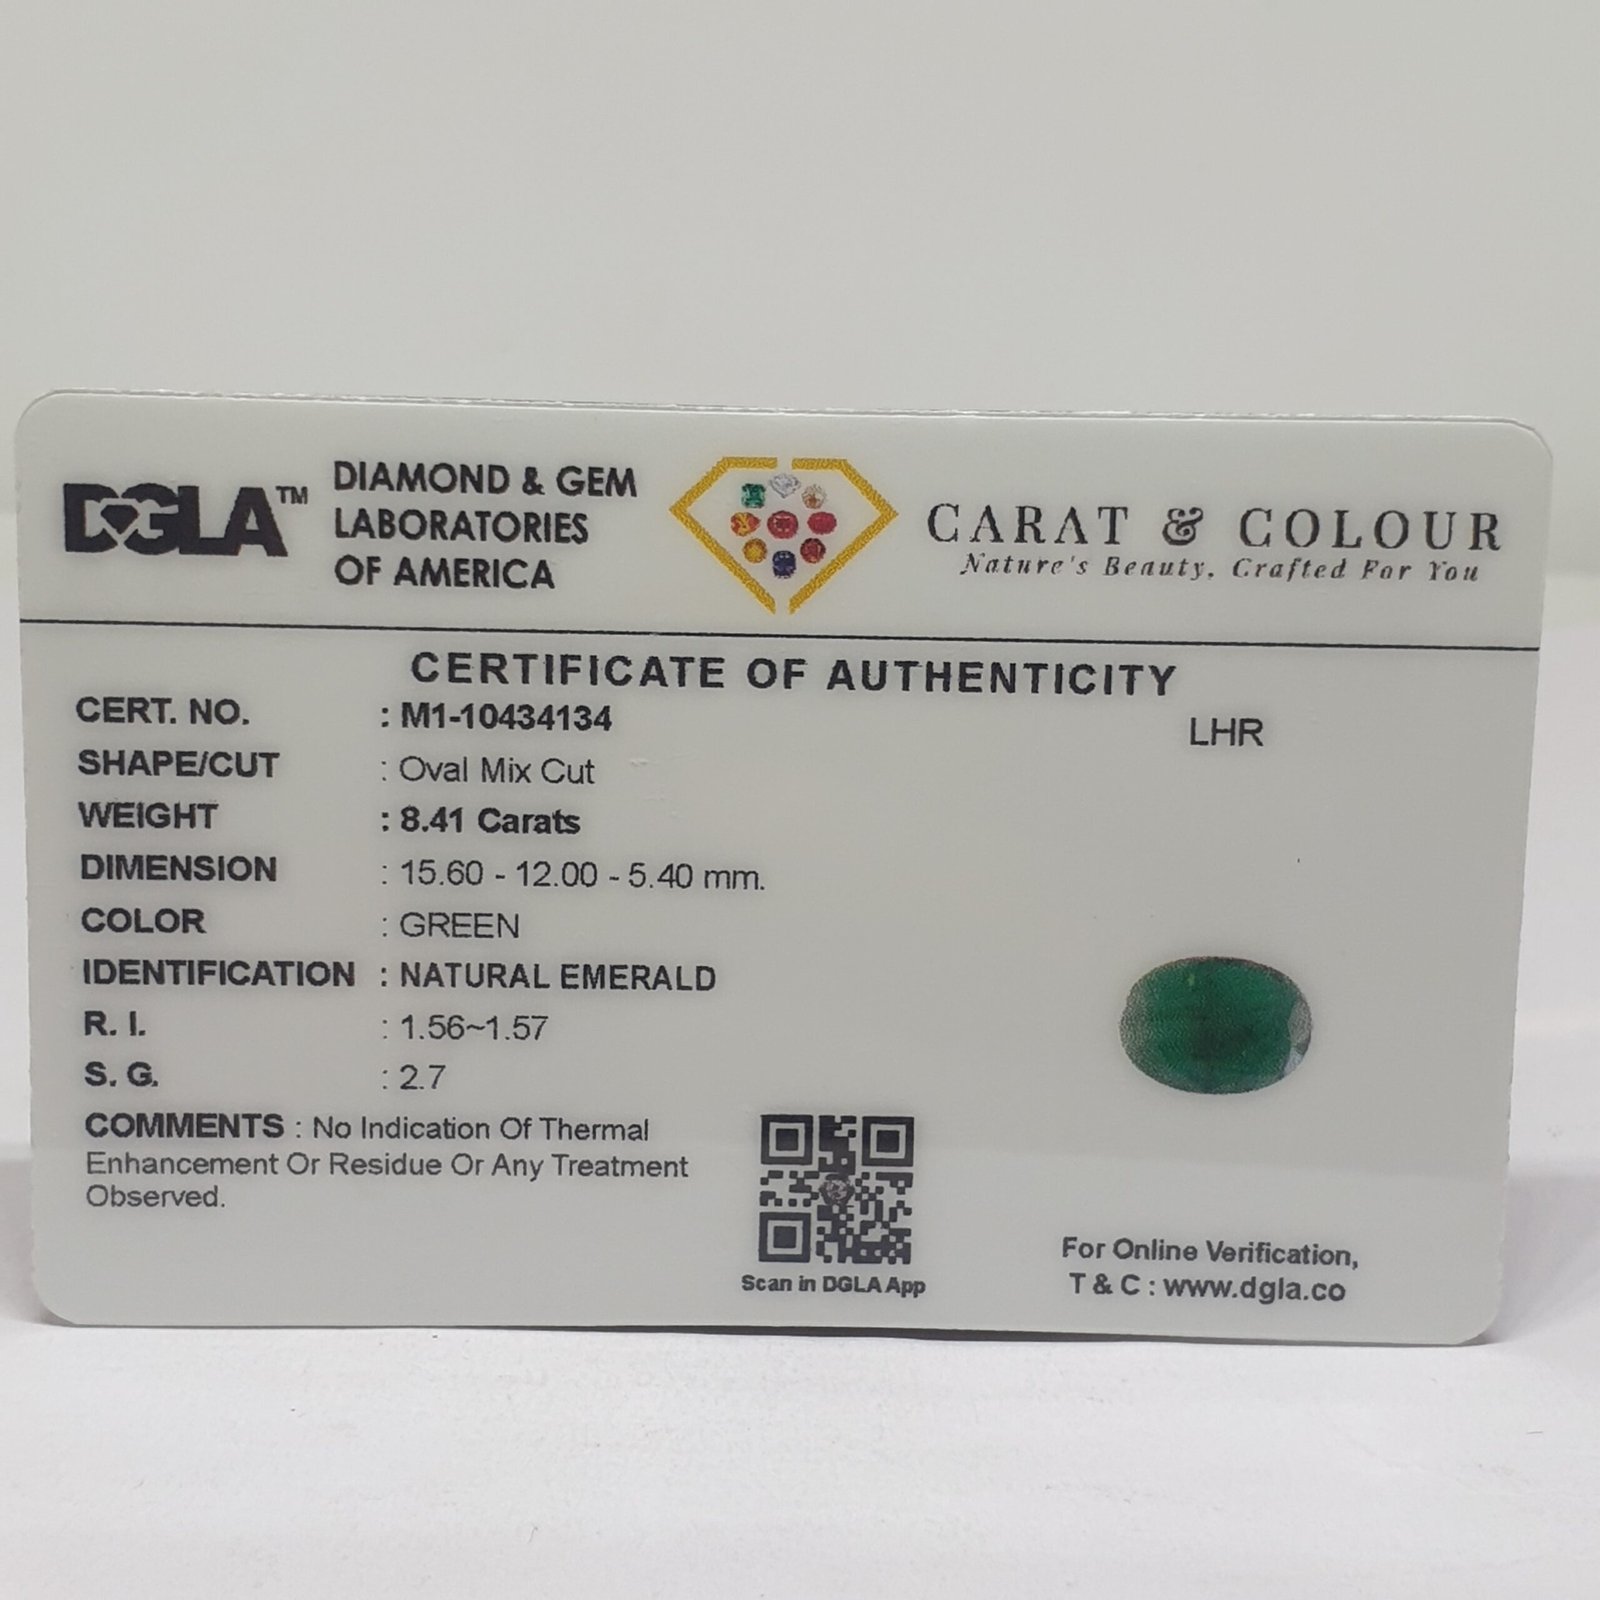 DGLA™
DIAMOND & GEM
LABORATORIES
OF AMERICA
CARAT & COLOUR
Nature's Beauty, Crafted For You
CERTIFICATE OF AUTHENTICITY
CERT. NO. : M1-10434134
LHR
SHAPE/CUT : Oval Mix Cut
WEIGHT : 8.41 Carats
DIMENSION : 15.60 - 12.00 - 5.40 mm.
COLOR : GREEN
IDENTIFICATION : NATURAL EMERALD
R. I. : 1.56~1.57
S. G. : 2.7
COMMENTS : No Indication Of Thermal
Enhancement Or Residue Or Any Treatment
Observed.
Scan in DGLA App
For Online Verification,
T & C : www.dgla.co